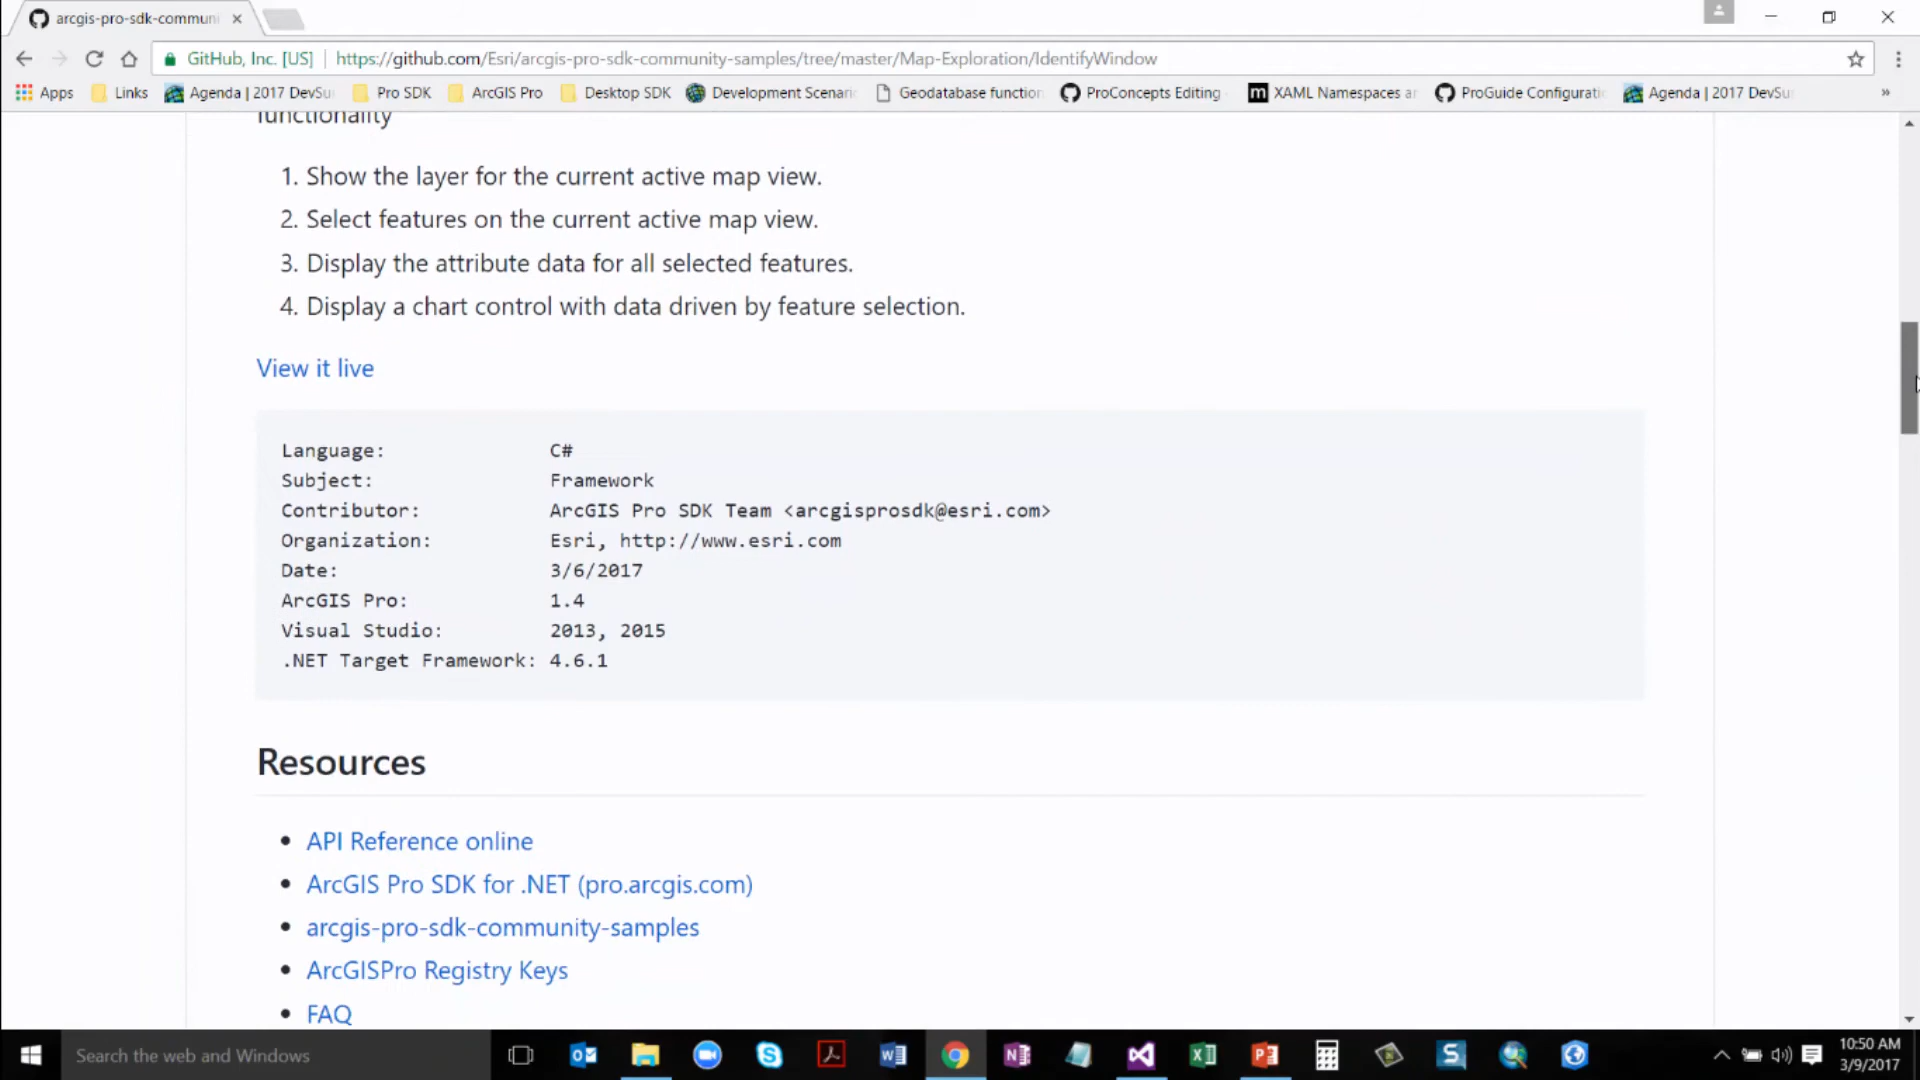 arcgis-pro-sdk-commun
GitHub, Inc. [US] https://github.com/Esri/arcgis-pro-sdk-community-samples/tree/master/Map-Exploration/IdentifyWindow
Apps Links Agenda | 2017 DevSu Pro SDK ArcGIS Pro Desktop SDK Development Scenari Geodatabase function ProConcepts Editing XAML Namespaces ar ProGuide Configurati Agenda | 2017 DevSu »
functionality
1. Show the layer for the current active map view.
2. Select features on the current active map view.
3. Display the attribute data for all selected features.
4. Display a chart control with data driven by feature selection.
View it live
Language: C#
Subject: Framework
Contributor: ArcGIS Pro SDK Team <arcgisprosdk@esri.com>
Organization: Esri, http://www.esri.com
Date: 3/6/2017
ArcGIS Pro: 1.4
Visual Studio: 2013, 2015
.NET Target Framework: 4.6.1
Resources
• API Reference online
• ArcGIS Pro SDK for .NET (pro.arcgis.com)
• arcgis-pro-sdk-community-samples
• ArcGISPro Registry Keys
• FAQ
Search the web and Windows
10:50 AM
3/9/2017